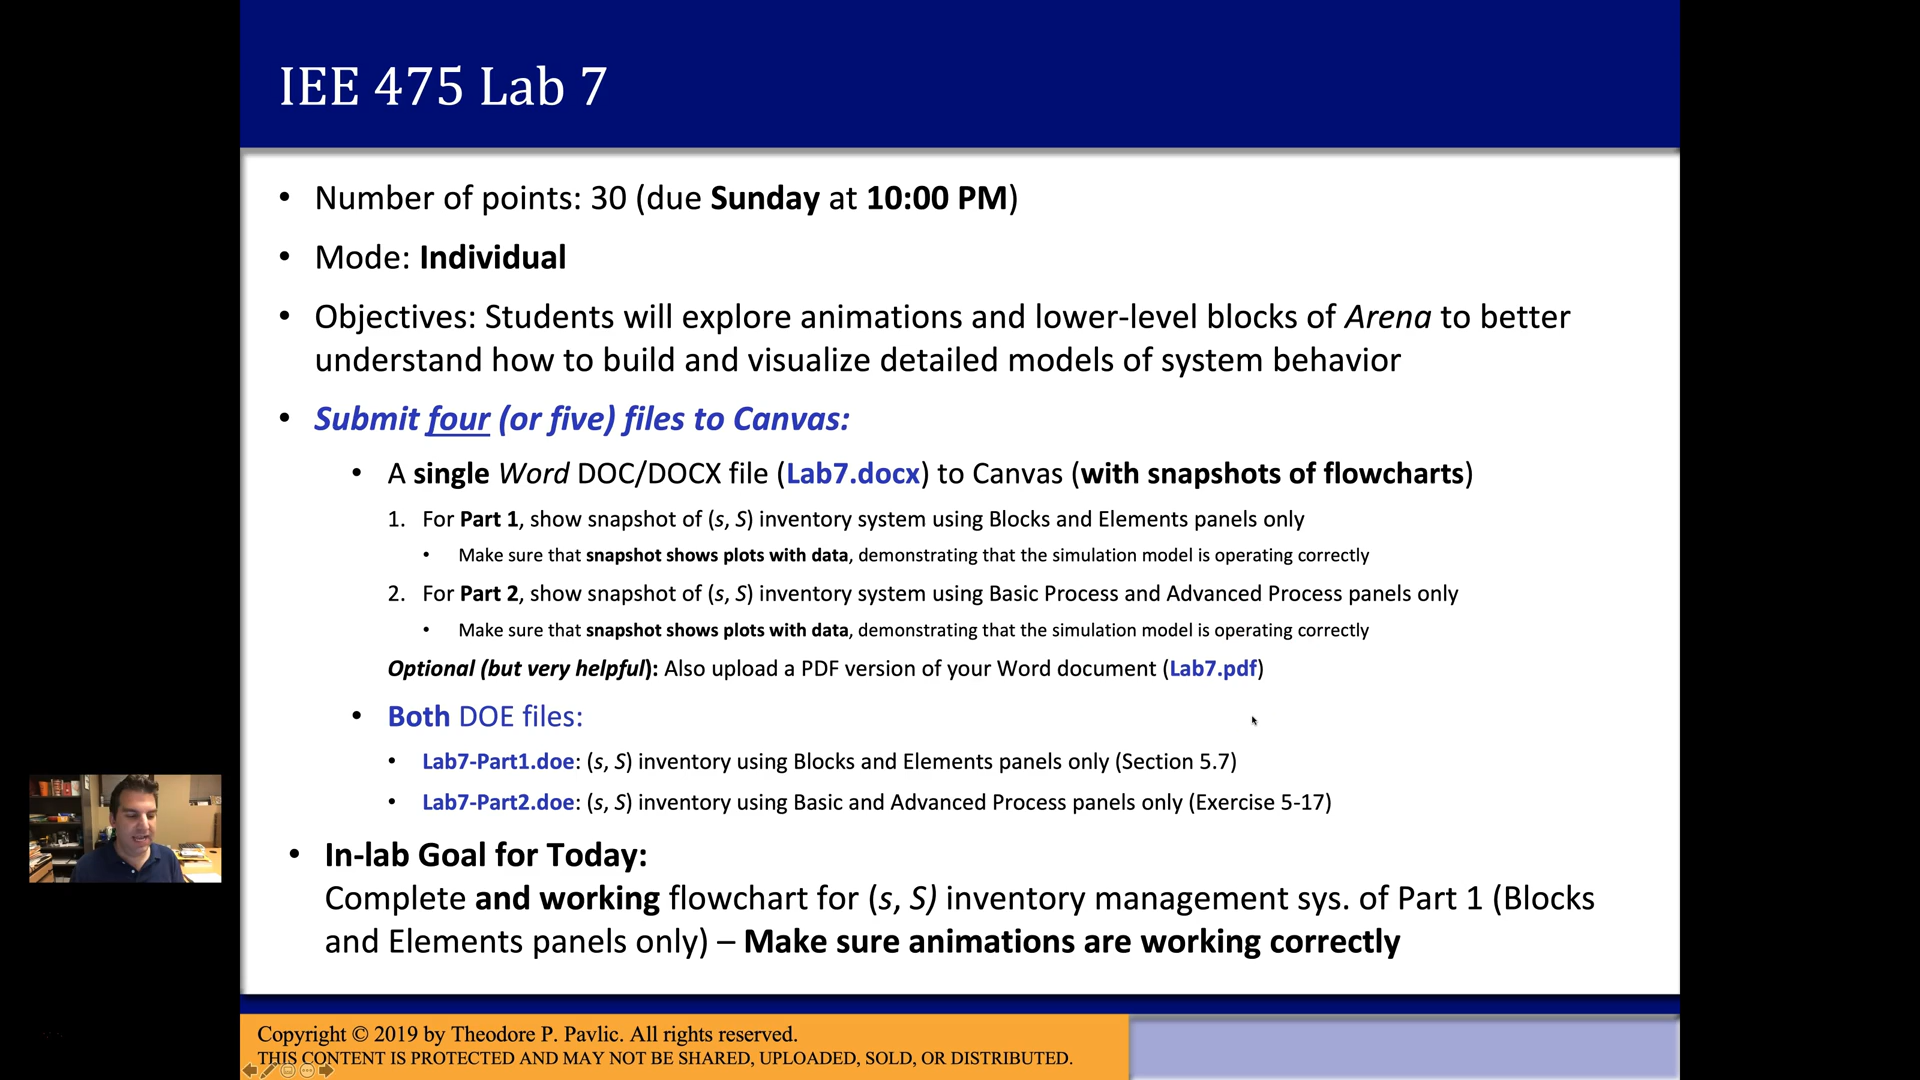 IEE 475 Lab 7
• Number of points: 30 (due Sunday at 10:00 PM)
• Mode: Individual
• Objectives: Students will explore animations and lower-level blocks of Arena to better
understand how to build and visualize detailed models of system behavior
• Submit four (or five) files to Canvas:
• A single Word DOC/DOCX file (Lab7.docx) to Canvas (with snapshots of flowcharts)
1. For Part 1, show snapshot of (s, S) inventory system using Blocks and Elements panels only
• Make sure that snapshot shows plots with data, demonstrating that the simulation model is operating correctly
2. For Part 2, show snapshot of (s, S) inventory system using Basic Process and Advanced Process panels only
• Make sure that snapshot shows plots with data, demonstrating that the simulation model is operating correctly
Optional (but very helpful): Also upload a PDF version of your Word document (Lab7.pdf)
• Both DOE files:
• Lab7-Part1.doe: (s, S) inventory using Blocks and Elements panels only (Section 5.7)
• Lab7-Part2.doe: (s, S) inventory using Basic and Advanced Process panels only (Exercise 5-17)
• In-lab Goal for Today:
Complete and working flowchart for (s, S) inventory management sys. of Part 1 (Blocks
and Elements panels only) – Make sure animations are working correctly
Copyright © 2019 by Theodore P. Pavlic. All rights reserved.
THIS CONTENT IS PROTECTED AND MAY NOT BE SHARED, UPLOADED, SOLD, OR DISTRIBUTED.